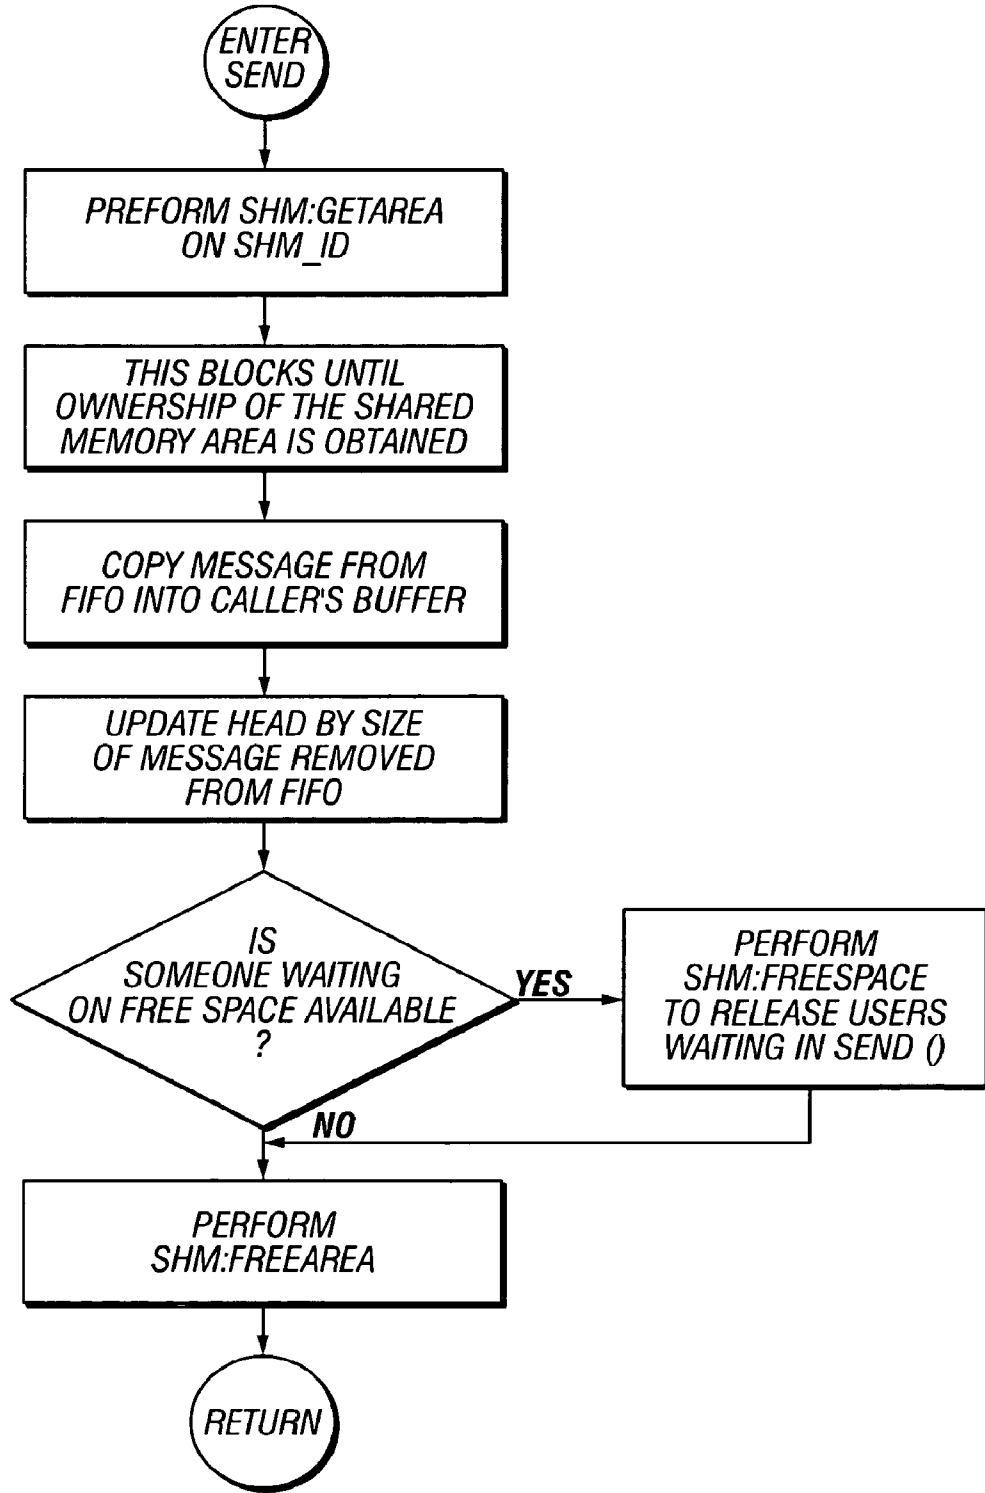 ENTER
SEND
PREFORM SHM:GETAREA
ON SHM_ID
THIS BLOCKS UNTIL
OWNERSHIP OF THE SHARED
MEMORY AREA IS OBTAINED
COPY MESSAGE FROM
FIFO INTO CALLER'S BUFFER
UPDATE HEAD BY SIZE
OF MESSAGE REMOVED
FROM FIFO
IS
SOMEONE WAITING
ON FREE SPACE AVAILABLE
?
YES
PERFORM
SHM:FREESPACE
TO RELEASE USERS
WAITING IN SEND ()
NO
PERFORM
SHM:FREEAREA
RETURN